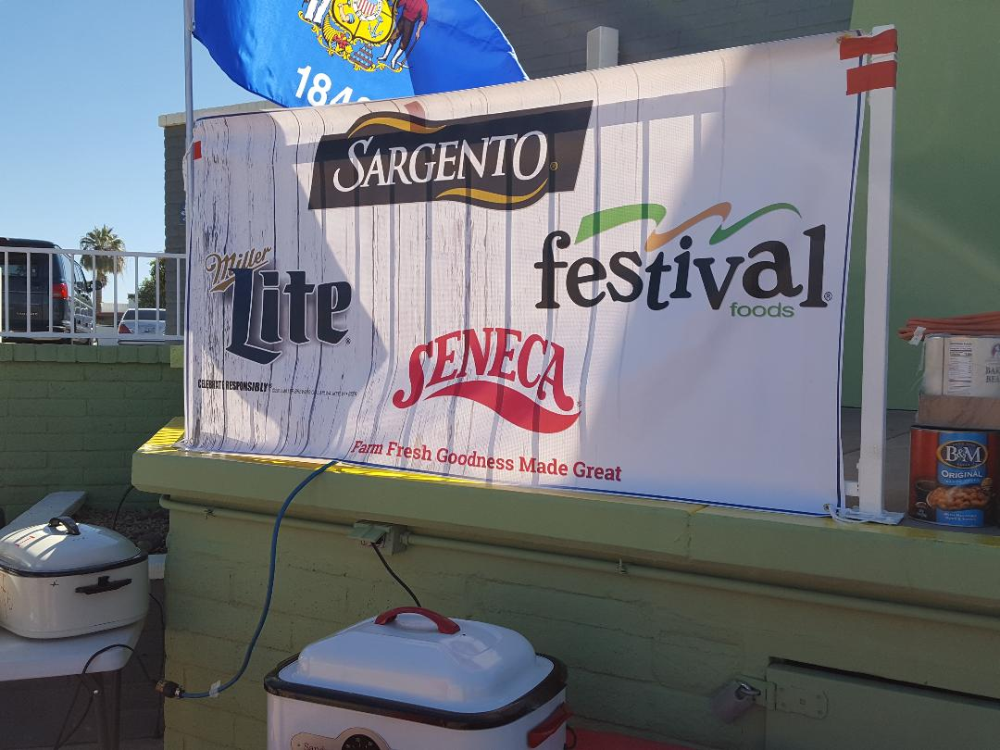 184
SARGENTO
festival
foods
Miller
Lite
CELEBRATE RESPONSIBLY
SENECA
Farm Fresh Goodness Made Great
B&M
ORIGINAL